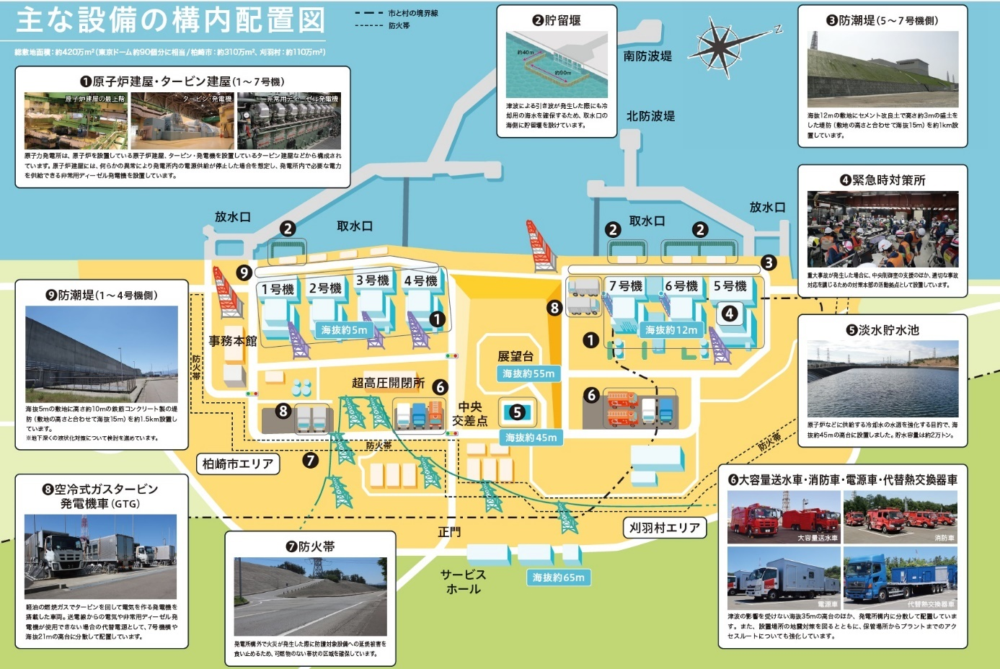 主な設備の構内配置図
総敷地面積：約420万m²（東京ドーム約90個分に相当/柏崎市：約310万m²、刈羽村：約110万m²）
市と村の境界線
防火帯
❶原子炉建屋・タービン建屋（1～7号機）
原子炉建屋の最上階
タービン・発電機
非常用ディーゼル発電機
原子力発電所は、原子炉を設置している原子炉建屋、タービン・発電機を設置しているタービン建屋などから構成され
ています。原子炉建屋には、何らかの異常により発電所内の電源供給が停止した場合を想定し、発電所内で必要な電力
を供給できる非常用ディーゼル発電機を設置しています。
❷貯留堰
約40m
約90m
津波による引き波が発生した際にも冷
却用の海水を確保するため、取水口の
海側に貯留堰を設けています。
南防波堤
北防波堤
Z
❸防潮堤（5～7号機側）
海抜12mの敷地にセメント改良土で高さ約3mの盛土を
した堤防（敷地の高さと合わせて海抜15m）を約1km設
置しています。
❹緊急時対策所
重大事故が発生した場合に、中央制御室の支援のほか、適切な事故
対応を講じるための対策本部の活動拠点として設置しています。
放水口
❷
取水口
❷
取水口
❷
放水口
❾
❸
1号機
2号機
3号機
4号機
7号機
6号機
5号機
❽
❹
❶
海抜約5m
海抜約12m
❶
事務本館
防火帯
展望台
海抜約55m
超高圧開閉所
❻
❻
❽
中央
交差点
❺
海抜約45m
❼
防火帯
防火帯
柏崎市エリア
刈羽村エリア
正門
サービス
ホール
海抜約65m
❺淡水貯水池
原子炉などに供給する冷却水の水源を強化する目的で、海
抜約45mの高台に設置しました。貯水容量は約2万トン。
❻大容量送水車・消防車・電源車・代替熱交換器車
大容量送水車
消防車
電源車
代替熱交換器車
津波の影響を受けない海抜35mの高台のほか、発電所構内に分散して配置していま
す。また、設置場所の地震対策を図るとともに、保管場所からプラントまでのアク
セスルートについても強化しています。
❼防火帯
発電所構外で火災が発生した際に防護対象設備への延焼被害を
食い止めるため、可燃物のない帯状の区域を確保しています。
❽空冷式ガスタービン
発電機車（GTG）
軽油の燃焼ガスでタービンを回して電気を作る発電機を
搭載した車両。送電線からの電気や非常用ディーゼル発
電機が使用できない場合の代替電源として、7号機横や
海抜21mの高台に分散して配置しています。
❾防潮堤（1～4号機側）
海抜5mの敷地に高さ約10mの鉄筋コンクリート製の堤
防（敷地の高さと合わせて海抜15m）を約1.5km設置し
ています。
※地下深くの液状化対策について検討を進めています。